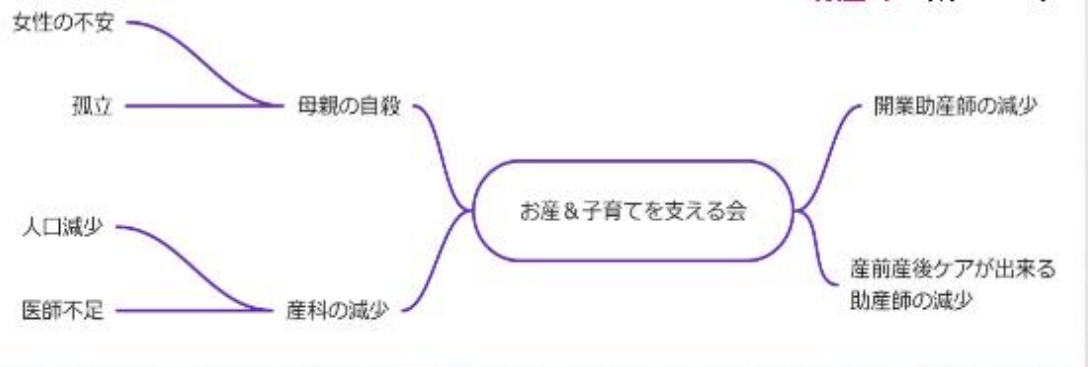 女性の不安
孤立
母親の自殺
人口減少
医師不足
産科の減少
お産&子育てを支える会
開業助産師の減少
産前産後ケアが出来る
助産師の減少